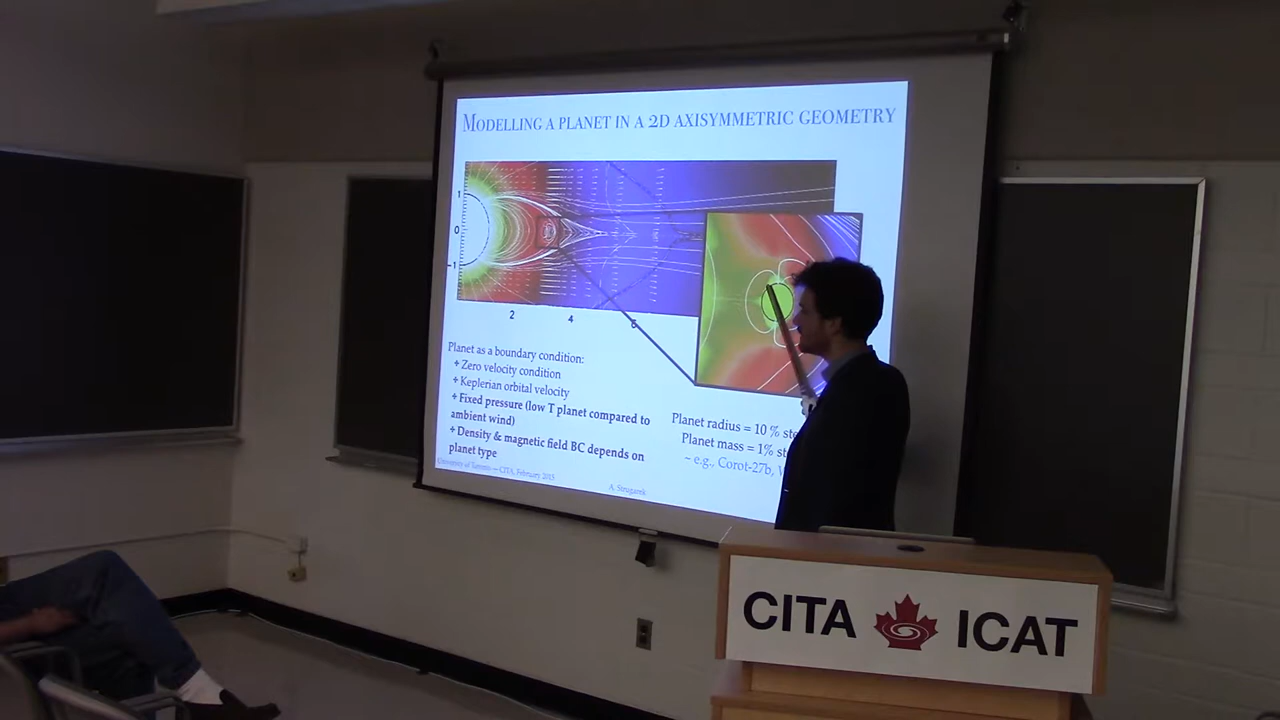 MODELLING A PLANET IN A 2D AXISYMMETRIC GEOMETRY
1
0
-1
2
4
6
Planet as a boundary condition:
+ Zero velocity condition
+ Keplerian orbital velocity
+ Fixed pressure (low T planet compared to
ambient wind)
+ Density & magnetic field BC depends on
planet type
Planet radius = 10 %
Planet mass = 1%
~ e.g., Corot-27b,
University of Toronto — CITA, February 2015
A. Strugarek
CITA ICAT